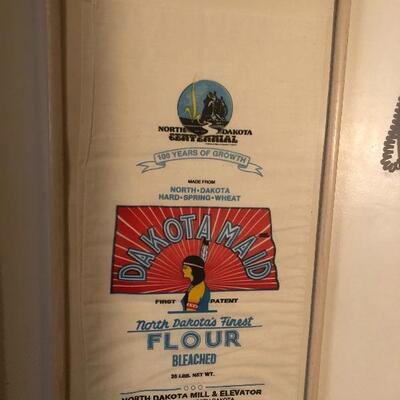 NORTH DAKOTA
CENTENNIAL
100 YEARS OF GROWTH
MADE FROM
NORTH·DAKOTA
HARD·SPRING·WHEAT
DAKOTA MAID
FIRST PATENT
North Dakota's Finest
FLOUR
BLEACHED
25 LBS. NET WT.
NORTH DAKOTA MILL & ELEVATOR